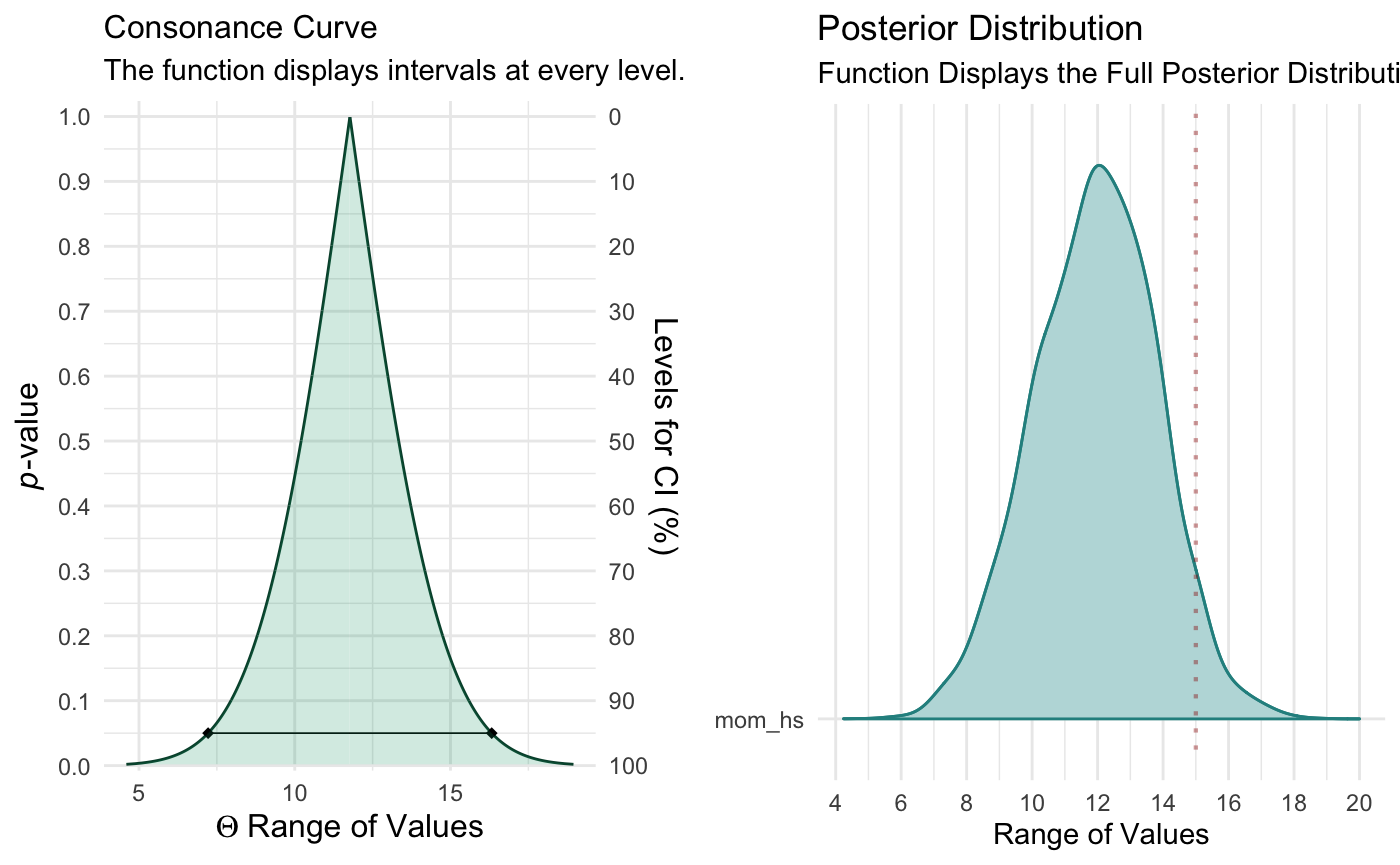 Consonance Curve
The function displays intervals at every level.
1.0
0.9
0.8
0.7
0.6
0.5
0.4
0.3
0.2
0.1
0.0
p-value
0
10
20
30
40
50
60
70
80
90
100
Levels for CI (%)
5 10 15
Θ Range of Values
Posterior Distribution
Function Displays the Full Posterior Distributi
mom_hs
4 6 8 10 12 14 16 18 20
Range of Values